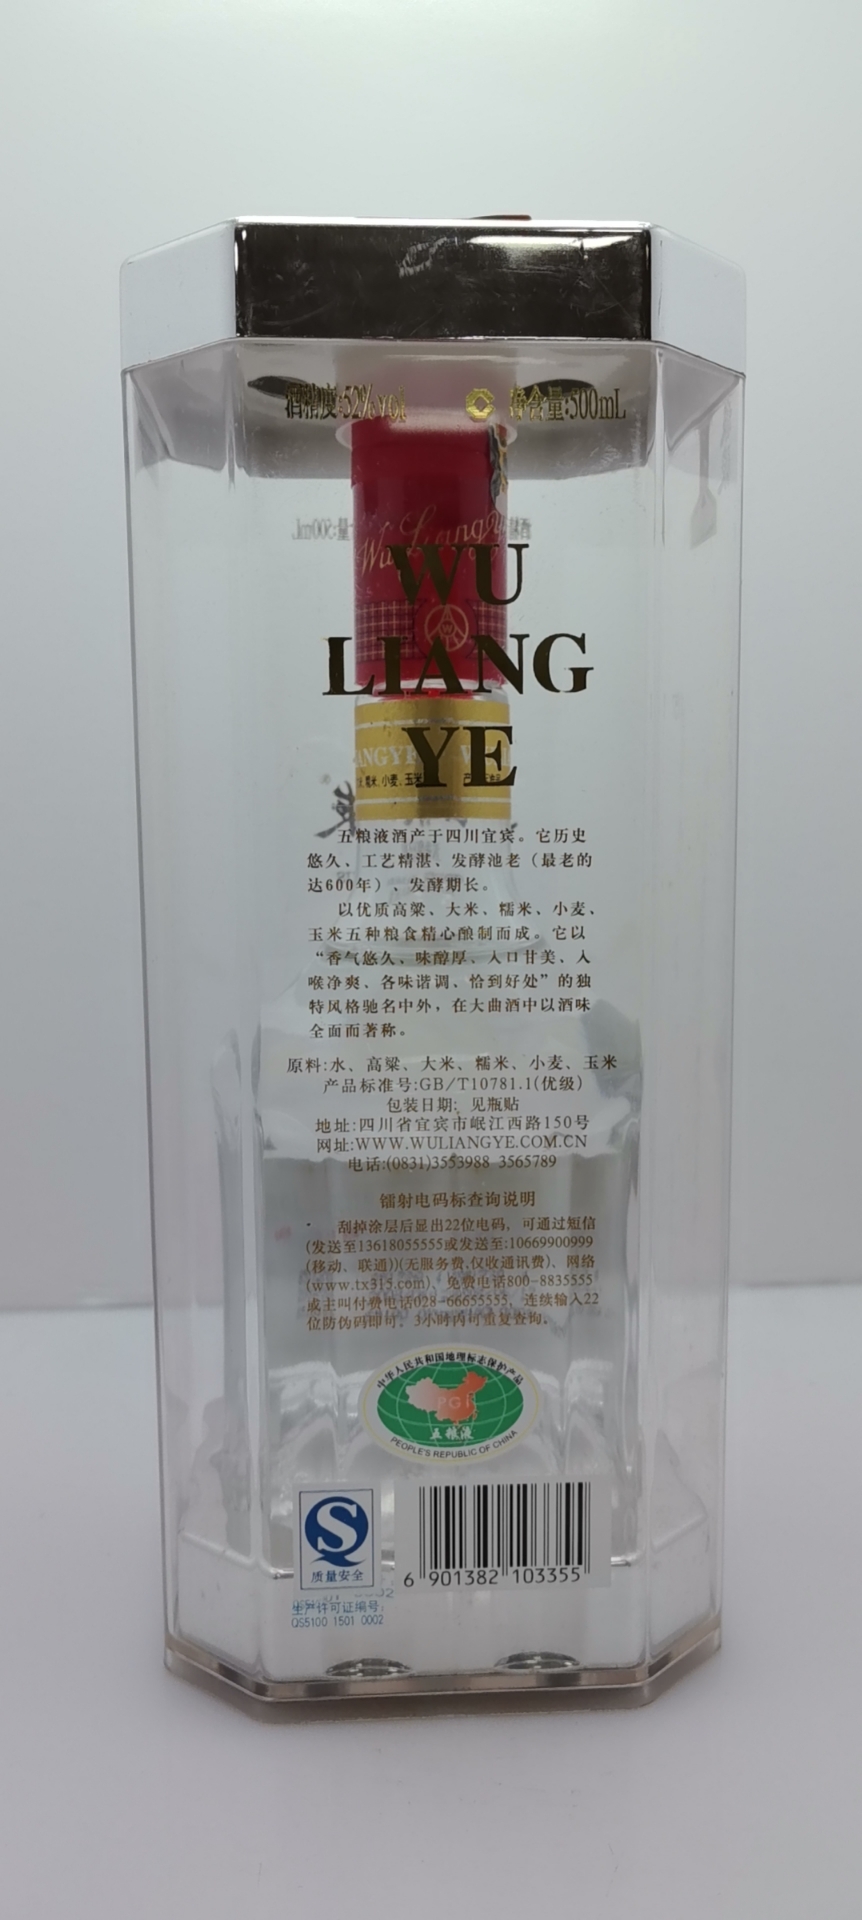 酒精度:52%vol 净含量:500mL
Wu Liangye
WU
LIANG
YE
糯米、小麦、玉米
五粮液酒产于四川宜宾。它历史
悠久、工艺精湛、发酵池老（最老的
达600年）、发酵期长。
以优质高粱、大米、糯米、小麦、
玉米五种粮食精心酿制而成。它以
“香气悠久、味醇厚、入口甘美、入
喉净爽、各味谐调、恰到好处”的独
特风格驰名中外，在大曲酒中以酒味
全面而著称。
原料:水、高粱、大米、糯米、小麦、玉米
产品标准号:GB/T10781.1(优级)
包装日期: 见瓶贴
地址:四川省宜宾市岷江西路150号
网址:WWW.WULIANGYE.COM.CN
电话:(0831)3553988 3565789
镭射电码标查询说明
刮掉涂层后显出22位电码，可通过短信
(发送至13618055555或发送至:10669900999
(移动、联通))(无服务费,仅收通讯费)、网络
(www.tx315.com)、免费电话800-8835555
或主叫付费电话028-66655555，连续输入22
位防伪码即可，3小时内可重复查询。
中华人民共和国地理标志保护产品
PGI
五粮液
PEOPLE'S REPUBLIC OF CHINA
质量安全
6 901382 103355
生产许可证编号:
QS5100 1501 0002